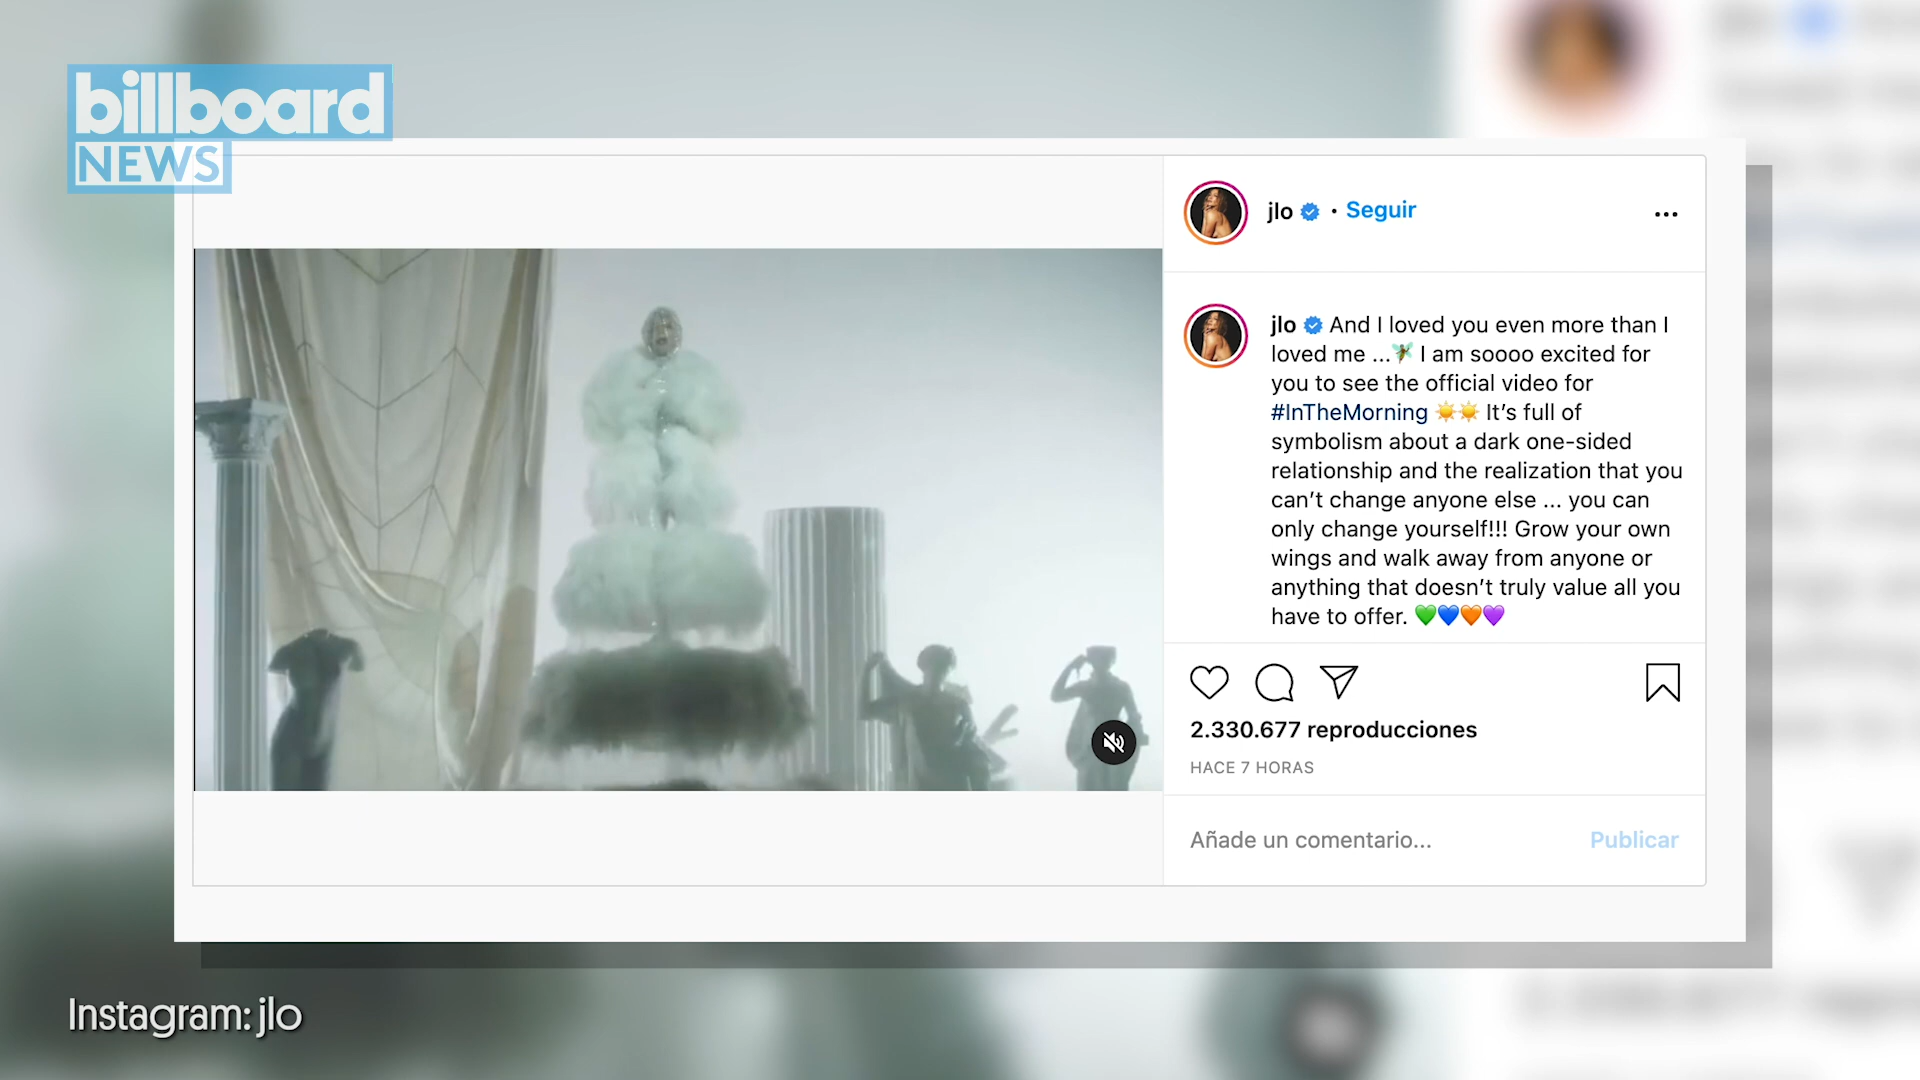 billboard
NEWS
jlo • Seguir
jlo And I loved you even more than I
loved me ...🧚 I am soooo excited for
you to see the official video for
#InTheMorning ☀️☀️ It’s full of
symbolism about a dark one-sided
relationship and the realization that you
can’t change anyone else ... you can
only change yourself!!! Grow your own
wings and walk away from anyone or
anything that doesn’t truly value all you
have to offer. 💚💙🧡💜
2.330.677 reproducciones
HACE 7 HORAS
Añade un comentario... Publicar
Instagram: jlo